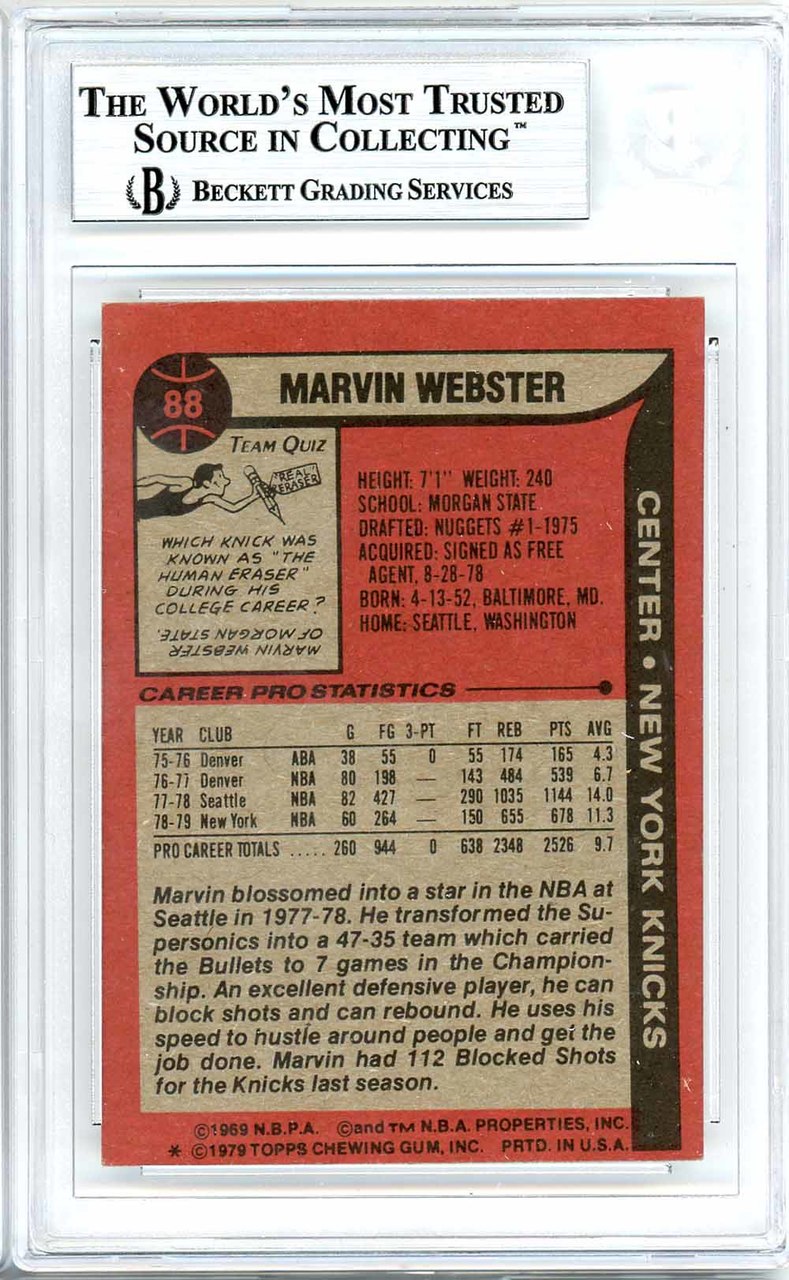 THE WORLD'S MOST TRUSTED
SOURCE IN COLLECTING™
B BECKETT GRADING SERVICES
88
MARVIN WEBSTER
TEAM QUIZ
"REAL"
ERASER
WHICH KNICK WAS
KNOWN AS "THE
HUMAN ERASER"
DURING HIS
COLLEGE CAREER?
MARVIN WEBSTER
OF MORGAN STATE.
HEIGHT: 7'1" WEIGHT: 240
SCHOOL: MORGAN STATE
DRAFTED: NUGGETS #1-1975
ACQUIRED: SIGNED AS FREE
AGENT, 8-28-78
BORN: 4-13-52, BALTIMORE, MD.
HOME: SEATTLE, WASHINGTON
CENTER • NEW YORK KNICKS
CAREER PRO STATISTICS
YEAR CLUB G FG 3-PT FT REB PTS AVG
75-76 Denver ABA 38 55 0 55 174 165 4.3
76-77 Denver NBA 80 198 — 143 484 539 6.7
77-78 Seattle NBA 82 427 — 290 1035 1144 14.0
78-79 New York NBA 60 264 — 150 655 678 11.3
PRO CAREER TOTALS ..... 260 944 0 638 2348 2526 9.7
Marvin blossomed into a star in the NBA at
Seattle in 1977-78. He transformed the Su-
personics into a 47-35 team which carried
the Bullets to 7 games in the Champion-
ship. An excellent defensive player, he can
block shots and can rebound. He uses his
speed to hustle around people and get the
job done. Marvin had 112 Blocked Shots
for the Knicks last season.
©1969 N.B.P.A. ©and TM N.B.A. PROPERTIES, INC.
* ©1979 TOPPS CHEWING GUM, INC. PRTD. IN U.S.A.